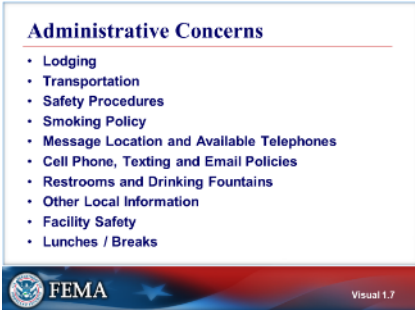 Administrative Concerns
• Lodging
• Transportation
• Safety Procedures
• Smoking Policy
• Message Location and Available Telephones
• Cell Phone, Texting and Email Policies
• Restrooms and Drinking Fountains
• Other Local Information
• Facility Safety
• Lunches / Breaks
FEMA
Visual 1.7